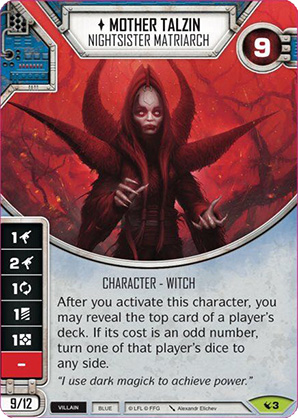 MOTHER TALZIN
NIGHTSISTER MATRIARCH
9
1
2
1
1
1
–
CHARACTER - WITCH
After you activate this character, you
may reveal the top card of a player's
deck. If its cost is an odd number,
turn one of that player's dice to
any side.
"I use dark magick to achieve power."
9/12
VILLAIN
BLUE
© LFL © FFG
Alexandr Elichev
3